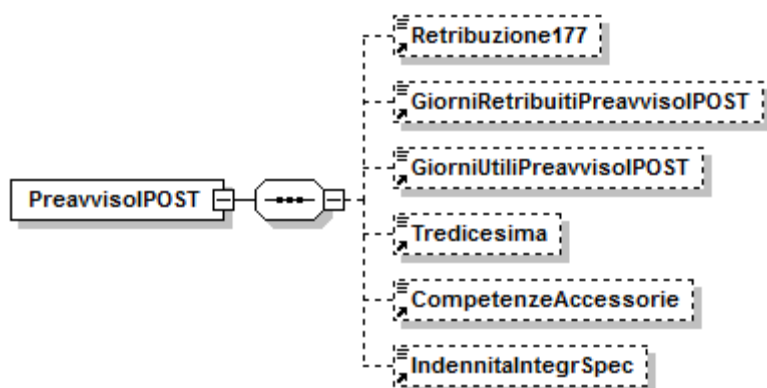 Retribuzione177
GiorniRetribuitiPreavvisoIPOST
GiorniUtiliPreavvisoIPOST
PreavvisoIPOST
Tredicesima
CompetenzeAccessorie
IndennitaIntegrSpec